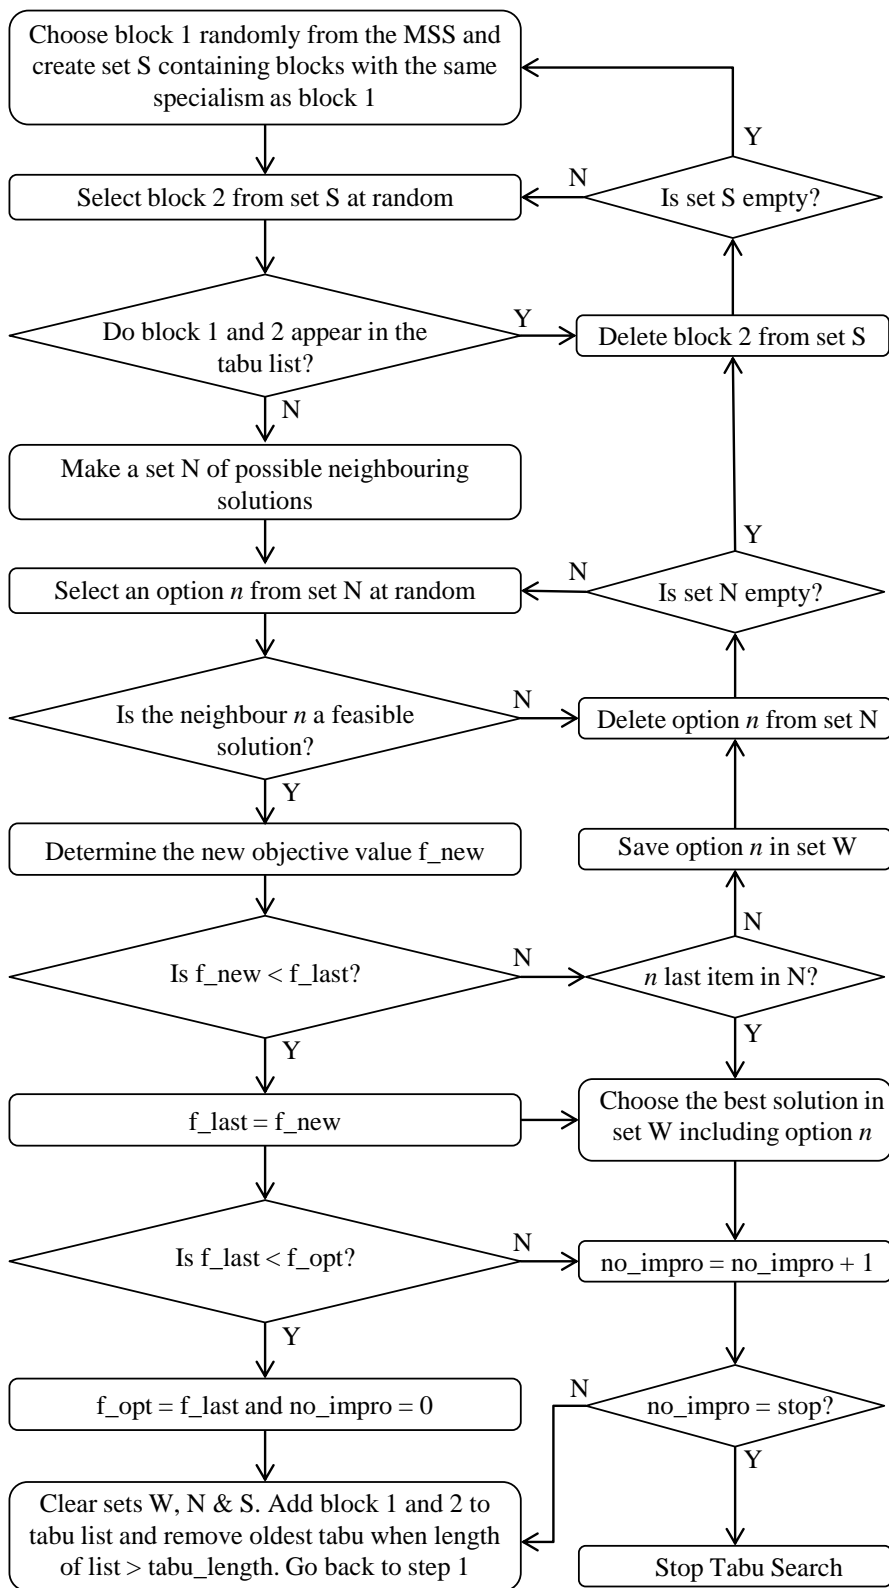 Choose block 1 randomly from the MSS and
create set S containing blocks with the same
specialism as block 1
Y
N
Is set S empty?
Select block 2 from set S at random
Do block 1 and 2 appear in the
tabu list?
Y
Delete block 2 from set S
N
Make a set N of possible neighbouring
solutions
Y
N
Is set N empty?
Select an option n from set N at random
Is the neighbour n a feasible
solution?
N
Delete option n from set N
Y
Determine the new objective value f_new
Save option n in set W
N
Is f_new < f_last?
N
n last item in N?
Y
Y
f_last = f_new
Choose the best solution in
set W including option n
Is f_last < f_opt?
N
no_impro = no_impro + 1
Y
f_opt = f_last and no_impro = 0
N
no_impro = stop?
Y
Clear sets W, N & S. Add block 1 and 2 to
tabu list and remove oldest tabu when length
of list > tabu_length. Go back to step 1
Stop Tabu Search